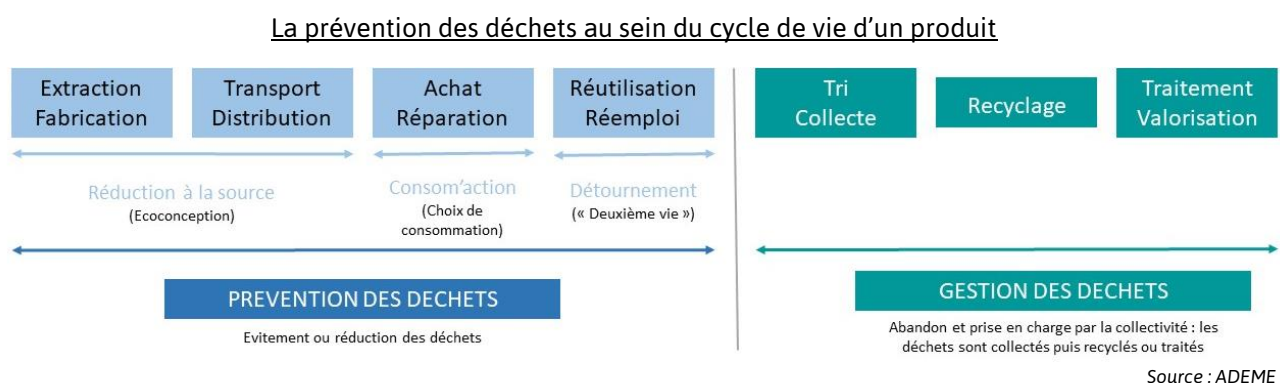 La prévention des déchets au sein du cycle de vie d’un produit
Extraction
Fabrication
Transport
Distribution
Achat
Réparation
Réutilisation
Réemploi
Tri
Collecte
Recyclage
Traitement
Valorisation
Réduction à la source
(Ecoconception)
Consom’action
(Choix de
consommation)
Détournement
(« Deuxième vie »)
PREVENTION DES DECHETS
Evitement ou réduction des déchets
GESTION DES DECHETS
Abandon et prise en charge par la collectivité : les
déchets sont collectés puis recyclés ou traités
Source : ADEME